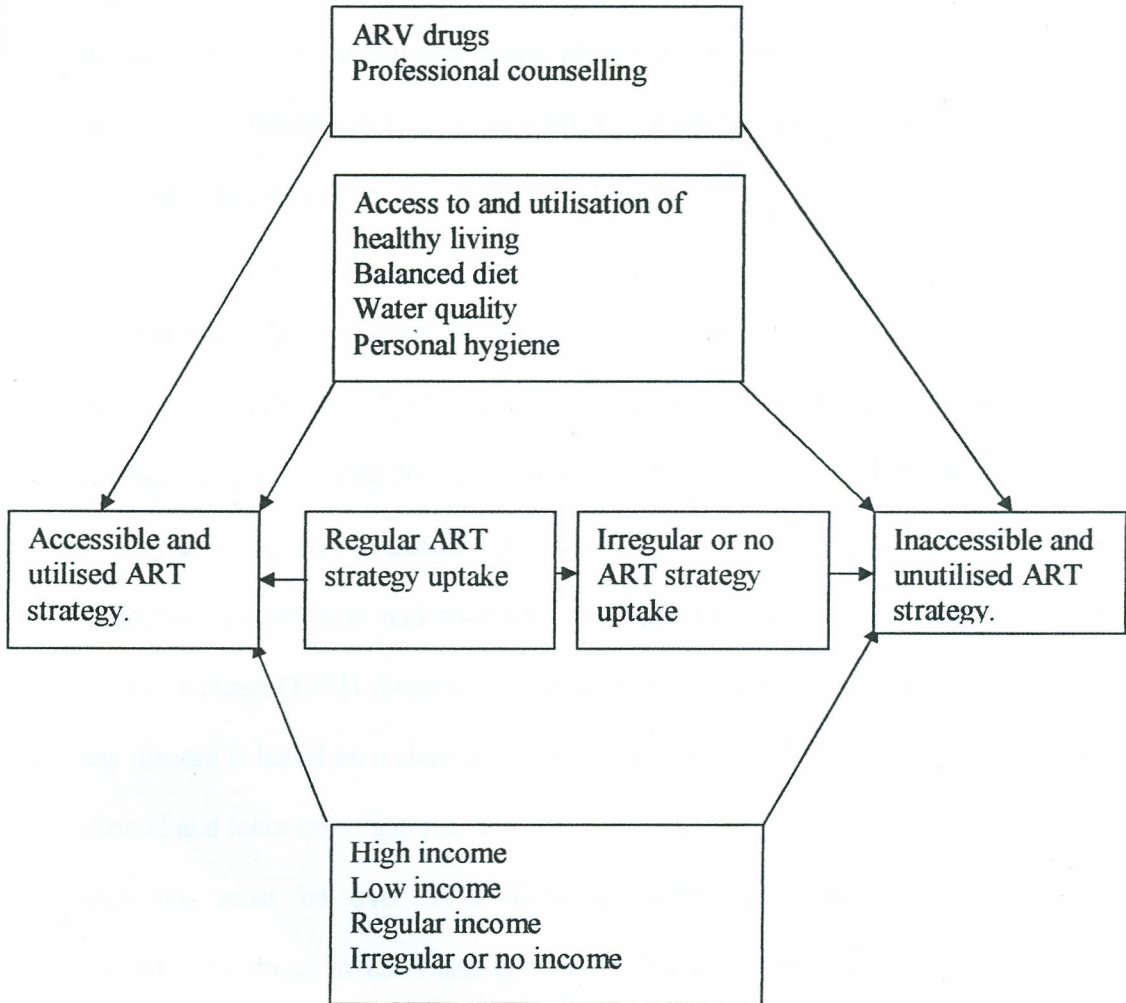 ARV drugs
Professional counselling
Access to and utilisation of
healthy living
Balanced diet
Water quality
Personal hygiene
Accessible and
utilised ART
strategy.
Regular ART
strategy uptake
Irregular or no
ART strategy
uptake
Inaccessible and
unutilised ART
strategy.
High income
Low income
Regular income
Irregular or no income